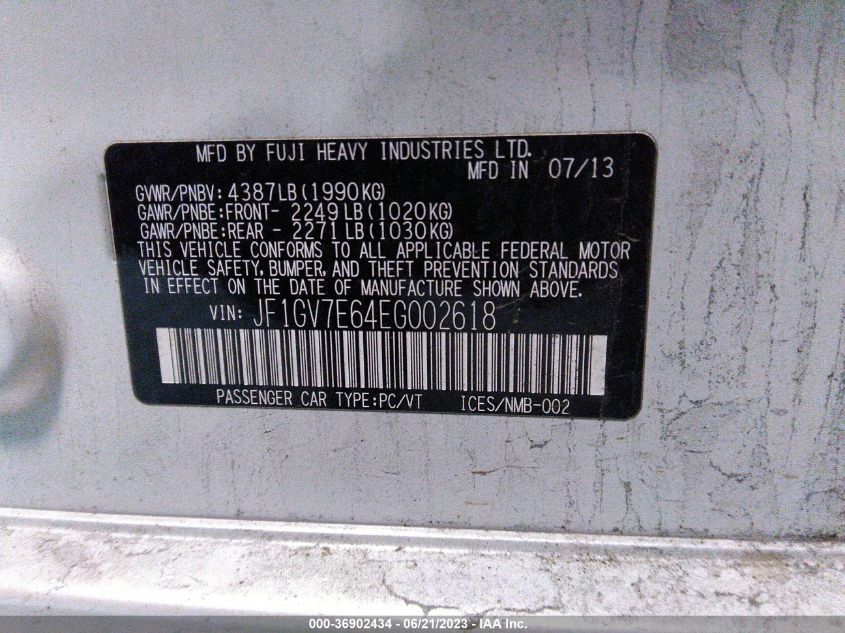 MFD BY FUJI HEAVY INDUSTRIES LTD.
MFD IN 07/13
GVWR/PNBV: 4387LB (1990KG)
GAWR/PNBE:FRONT- 2249LB (1020KG)
GAWR/PNBE:REAR - 2271LB (1030KG)
THIS VEHICLE CONFORMS TO ALL APPLICABLE FEDERAL MOTOR
VEHICLE SAFETY, BUMPER, AND THEFT PREVENTION STANDARDS
IN EFFECT ON THE DATE OF MANUFACTURE SHOWN ABOVE.
VIN: JF1GV7E64EG002618
PASSENGER CAR TYPE:PC/VT ICES/NMB-002
000-36902434 - 06/21/2023 - IAA Inc.